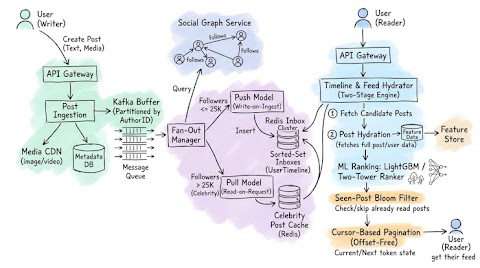 User
(Writer)
Create Post
(Text, Media)
API Gateway
Post
Ingestion
Media CDN
(image/video)
Metadata
DB
Kafka Buffer
(Partitioned by
AuthorID)
Message
Queue
Social Graph Service
follows
follows
follows
follows
Query
Fan-Out
Manager
Followers
<= 25K
Push Model
(Write-on-Ingest)
Insert
Redis Inbox
Cluster
Sorted-Set
Inboxes
(UserTimeline)
Followers
> 25K
(Celebrity)
Pull Model
(Read-on-Request)
Celebrity
Post Cache
(Redis)
User
(Reader)
API Gateway
Timeline & Feed Hydrator
(Two-Stage Engine)
1 Fetch Candidate Posts
2 Post Hydration
(fetches full post/user data)
Feature
Data
Feature
Store
ML Ranking: LightGBM /
Two-Tower Ranker
Seen-Post Bloom Filter
Check/skip already read posts
Cursor-Based Pagination
(Offset-Free)
Current/Next token state
User
(Reader)
get their feed